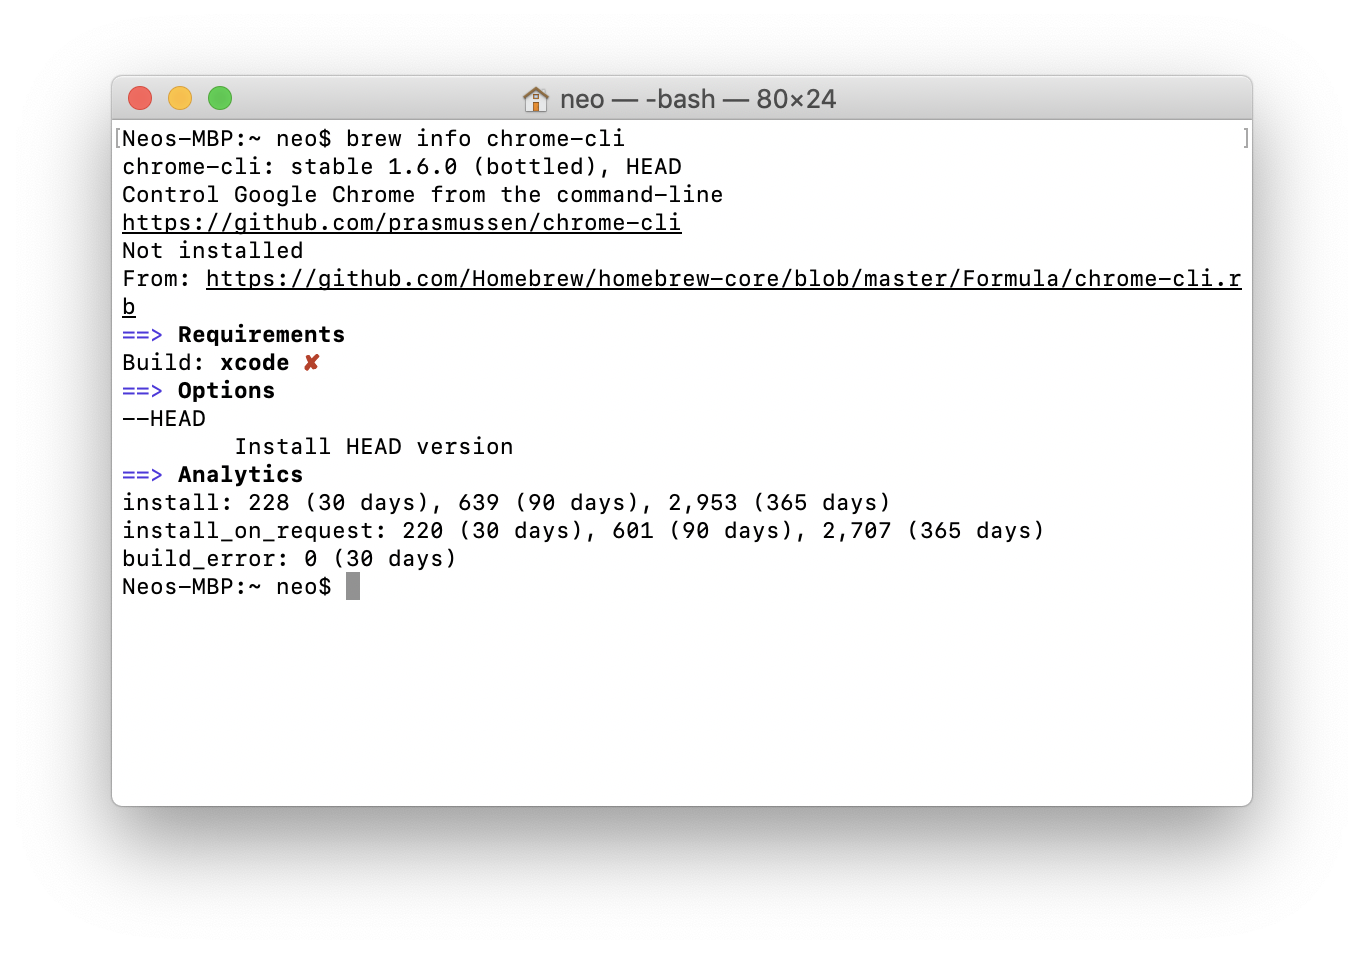 neo — -bash — 80×24
Neos-MBP:~ neo$ brew info chrome-cli
chrome-cli: stable 1.6.0 (bottled), HEAD
Control Google Chrome from the command-line
https://github.com/prasmussen/chrome-cli
Not installed
From: https://github.com/Homebrew/homebrew-core/blob/master/Formula/chrome-cli.r
b
==> Requirements
Build: xcode ✘
==> Options
--HEAD
        Install HEAD version
==> Analytics
install: 228 (30 days), 639 (90 days), 2,953 (365 days)
install_on_request: 220 (30 days), 601 (90 days), 2,707 (365 days)
build_error: 0 (30 days)
Neos-MBP:~ neo$